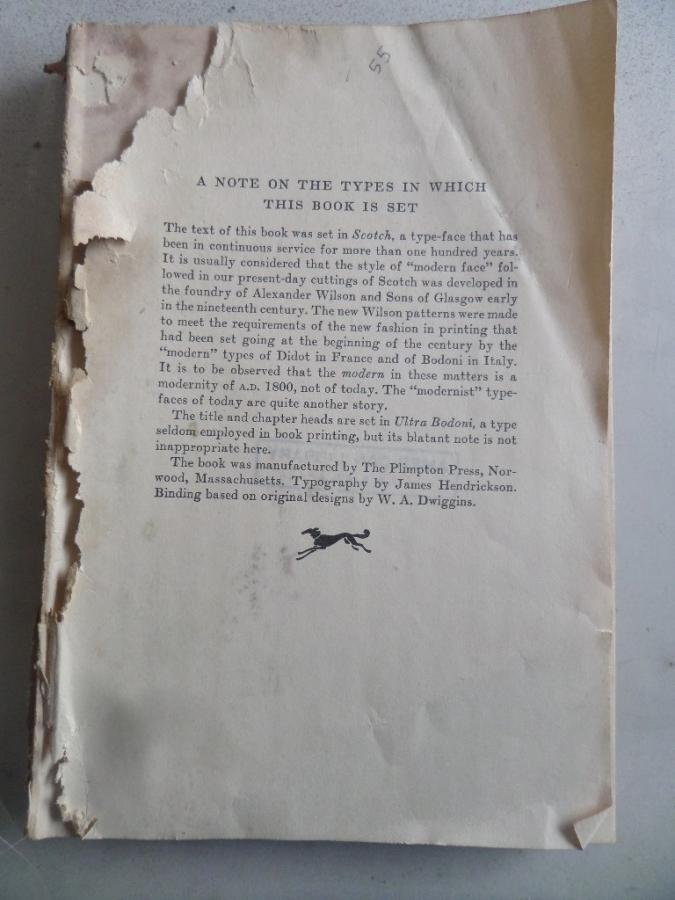 55
A NOTE ON THE TYPES IN WHICH
THIS BOOK IS SET
The text of this book was set in Scotch, a type-face that has
been in continuous service for more than one hundred years.
It is usually considered that the style of "modern face" fol-
lowed in our present-day cuttings of Scotch was developed in
the foundry of Alexander Wilson and Sons of Glasgow early
in the nineteenth century. The new Wilson patterns were made
to meet the requirements of the new fashion in printing that
had been set going at the beginning of the century by the
"modern" types of Didot in France and of Bodoni in Italy.
It is to be observed that the modern in these matters is a
modernity of A.D. 1800, not of today. The "modernist" type-
faces of today are quite another story.
The title and chapter heads are set in Ultra Bodoni, a type
seldom employed in book printing, but its blatant note is not
inappropriate here.
The book was manufactured by The Plimpton Press, Nor-
wood, Massachusetts. Typography by James Hendrickson.
Binding based on original designs by W. A. Dwiggins.